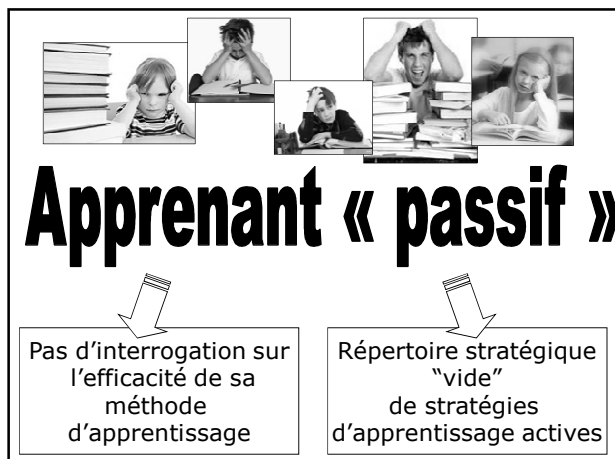 Apprenant « passif »
Pas d’interrogation sur
l’efficacité de sa
méthode
d’apprentissage
Répertoire stratégique
“vide”
de stratégies
d’apprentissage actives